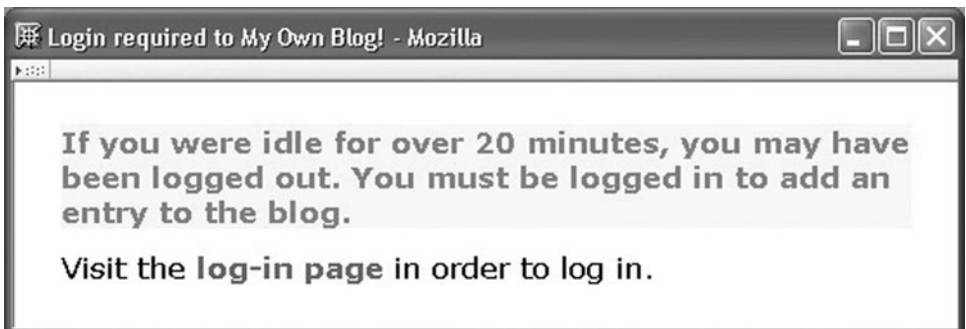 Login required to My Own Blog! - Mozilla
If you were idle for over 20 minutes, you may have
been logged out. You must be logged in to add an
entry to the blog.
Visit the log-in page in order to log in.